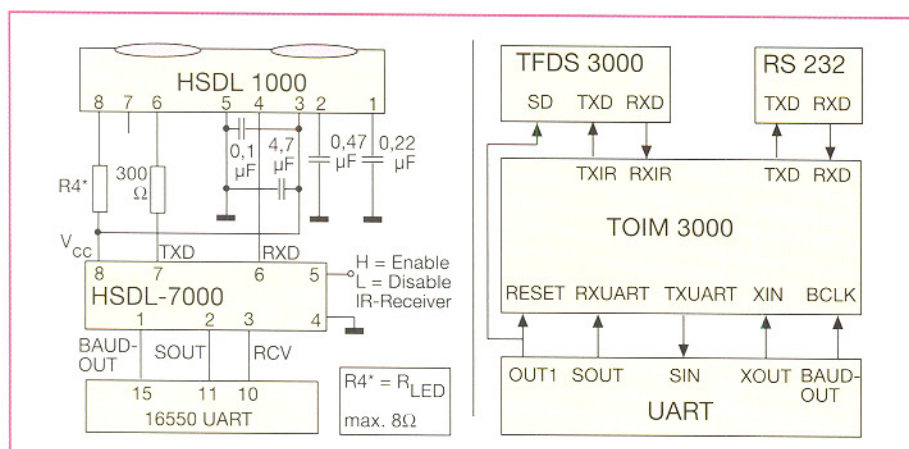 HSDL 1000
8 7 6 5 4 3 2 1
0,1 µF
4,7 µF
0,47 µF
0,22 µF
R4*
300 Ω
VCC
TXD
RXD
8 7 6 5
HSDL-7000
1 2 3 4
H = Enable
L = Disable
IR-Receiver
BAUD-
OUT
SOUT
RCV
15 11 10
16550 UART
R4* = RLED
max. 8Ω
TFDS 3000
SD TXD RXD
RS 232
TXD RXD
TXIR RXIR TXD RXD
TOIM 3000
RESET RXUART TXUART XIN BCLK
OUT1 SOUT SIN XOUT BAUD-
OUT
UART